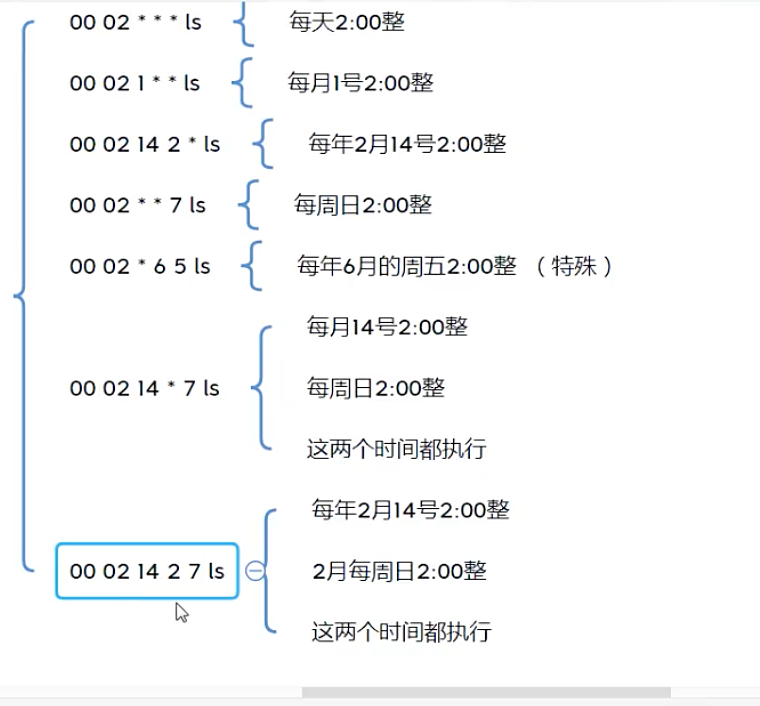 00 02 * * * ls
每天2:00整
00 02 1 * * ls
每月1号2:00整
00 02 14 2 * ls
每年2月14号2:00整
00 02 * * 7 ls
每周日2:00整
00 02 * 6 5 ls
每年6月的周五2:00整 （特殊）
00 02 14 * 7 ls
每月14号2:00整
每周日2:00整
这两个时间都执行
00 02 14 2 7 ls
每年2月14号2:00整
2月每周日2:00整
这两个时间都执行